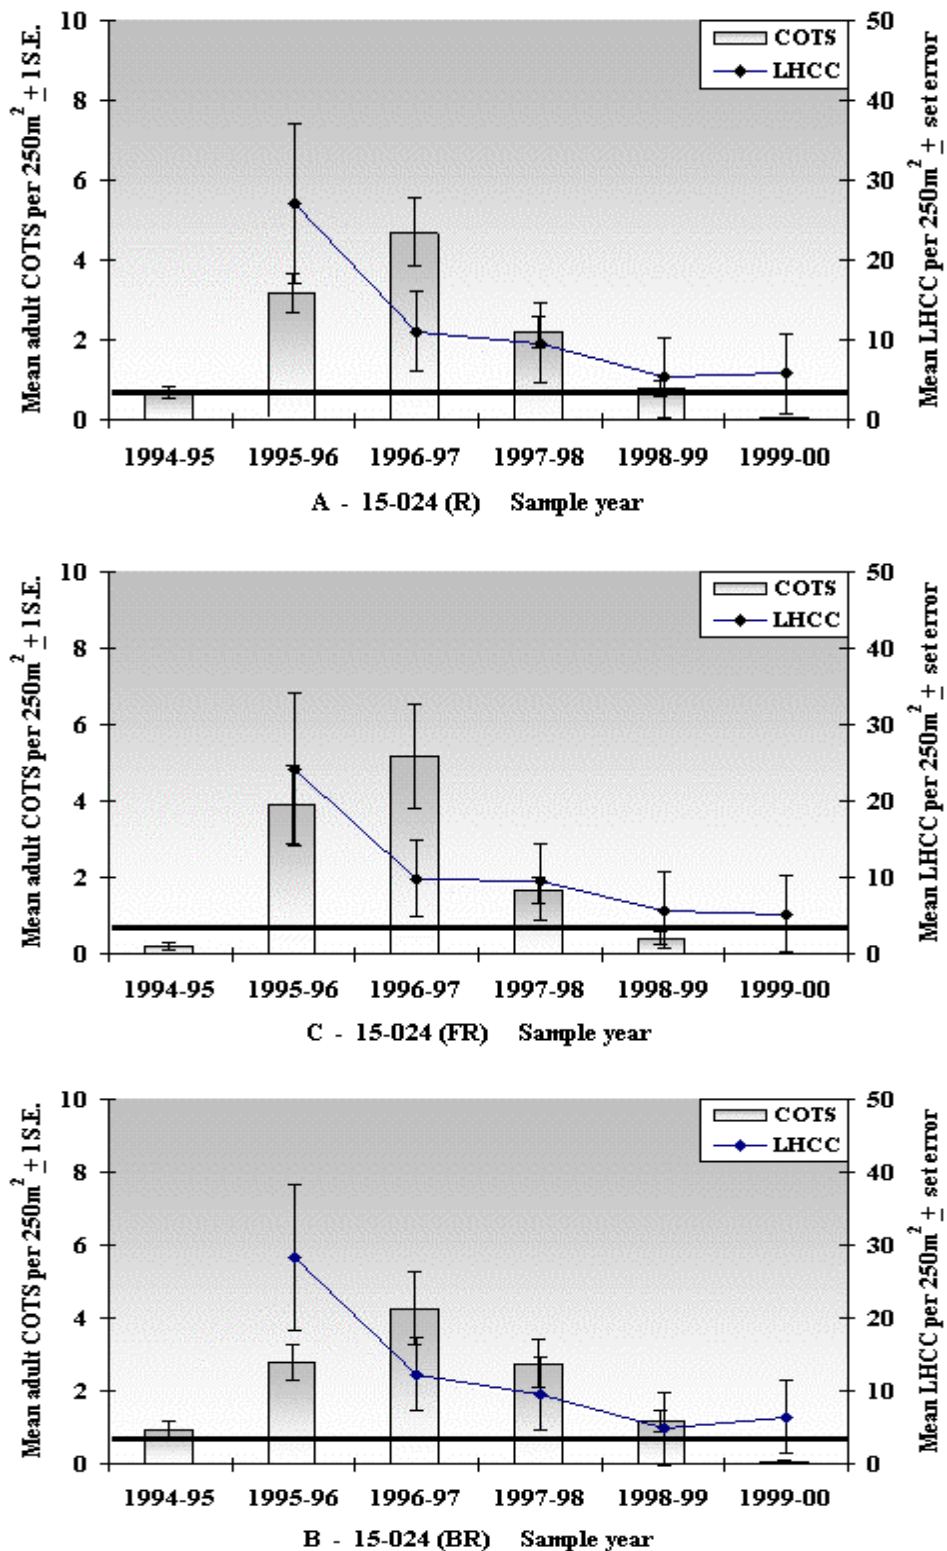 Mean adult COTS per 250m² ± 1S.E.
10
8
6
4
2
0
COTS
LHCC
50
40
30
20
10
0
Mean LHCC per 250m² ± set error
1994-95 1995-96 1996-97 1997-98 1998-99 1999-00
A - 15-024 (R) Sample year
Mean adult COTS per 250m² ± 1S.E.
10
8
6
4
2
0
COTS
LHCC
50
40
30
20
10
0
Mean LHCC per 250m² ± set error
1994-95 1995-96 1996-97 1997-98 1998-99 1999-00
C - 15-024 (FR) Sample year
Mean adult COTS per 250m² ± 1S.E.
10
8
6
4
2
0
COTS
LHCC
50
40
30
20
10
0
Mean LHCC per 250m² ± set error
1994-95 1995-96 1996-97 1997-98 1998-99 1999-00
B - 15-024 (BR) Sample year